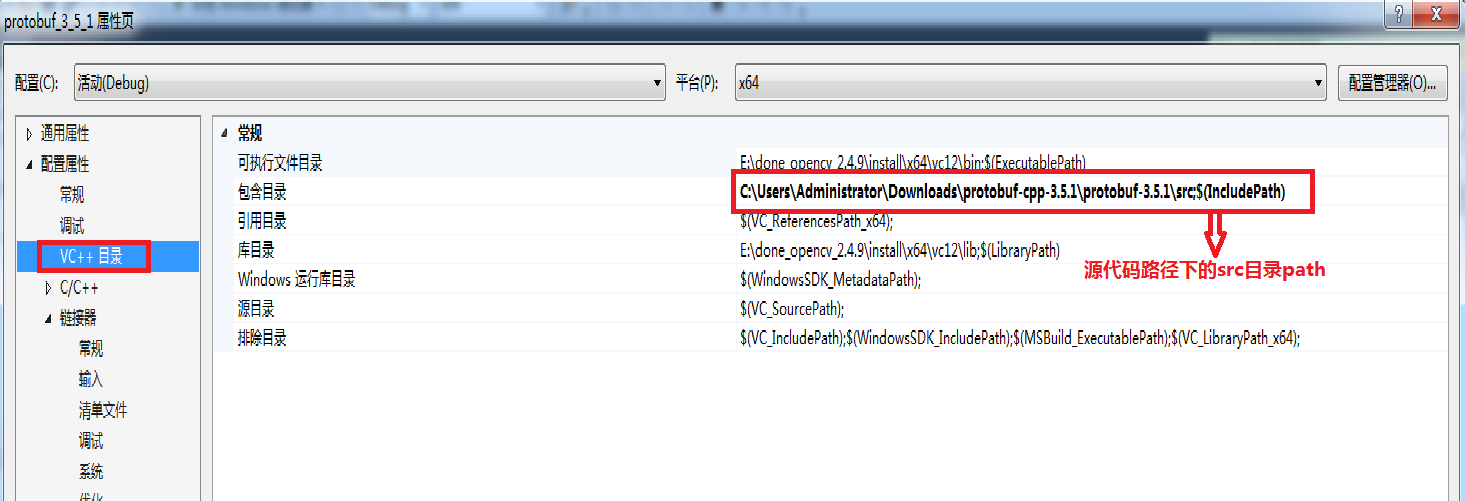 protobuf_3_5_1 属性页
配置(C): 活动(Debug) 平台(P): x64 配置管理器(O)...
通用属性
配置属性
常规
调试
VC++ 目录
C/C++
链接器
常规
输入
清单文件
调试
系统
优化
常规
可执行文件目录 E:\done_opencv_2.4.9\install\x64\vc12\bin;$(ExecutablePath)
包含目录 C:\Users\Administrator\Downloads\protobuf-cpp-3.5.1\protobuf-3.5.1\src;$(IncludePath)
引用目录 $(VC_ReferencesPath_x64);
库目录 E:\done_opencv_2.4.9\install\x64\vc12\lib;$(LibraryPath)
Windows 运行库目录 $(WindowsSDK_MetadataPath);
源目录 $(VC_SourcePath);
排除目录 $(VC_IncludePath);$(WindowsSDK_IncludePath);$(MSBuild_ExecutablePath);$(VC_LibraryPath_x64);
源代码路径下的src目录path